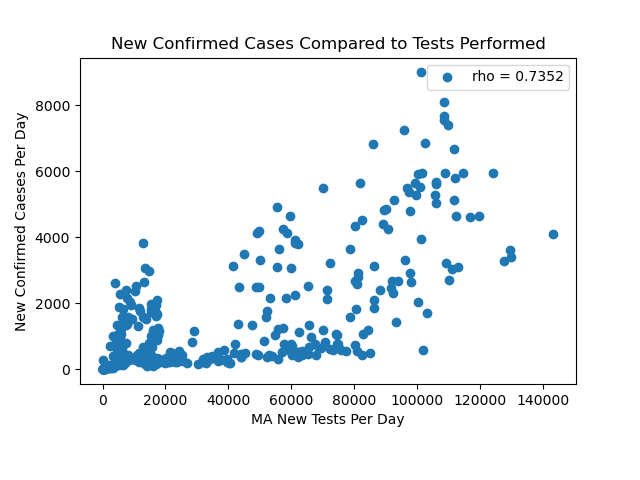 New Confirmed Cases Compared to Tests Performed
rho = 0.7352
New Confirmed Caeses Per Day
8000
6000
4000
2000
0
0 20000 40000 60000 80000 100000 120000 140000
MA New Tests Per Day